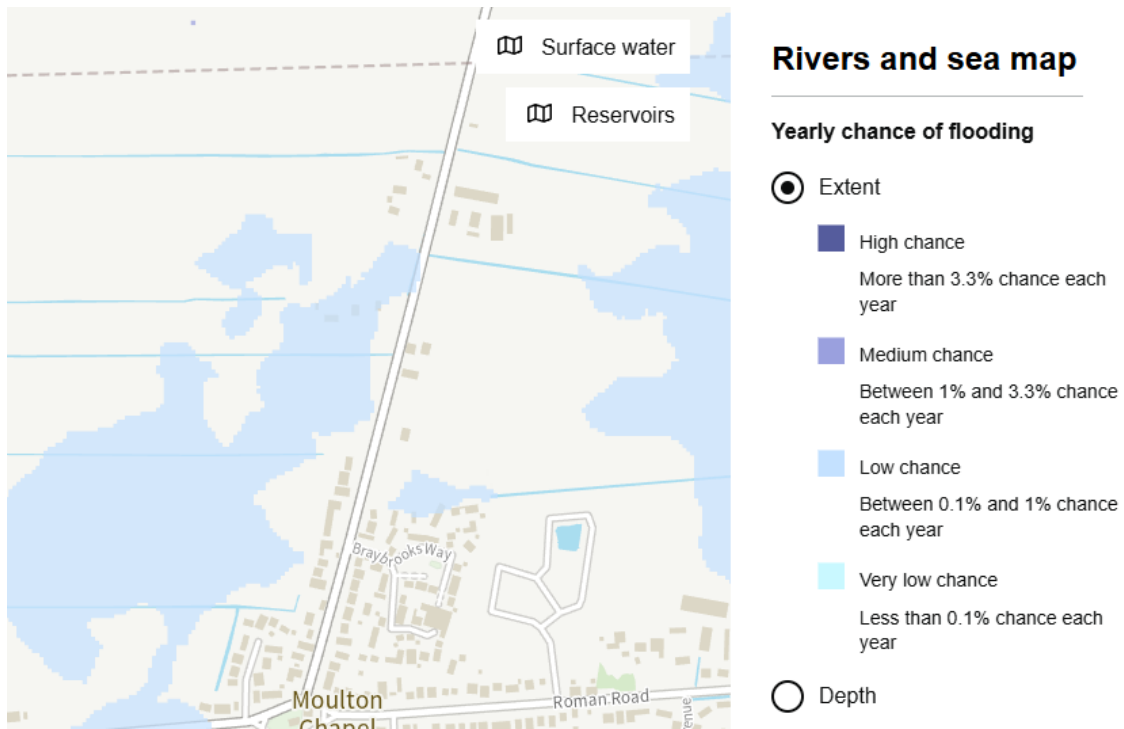 Surface water
Reservoirs
Braybrooks Way
Moulton
Chapel
Roman Road
enue
Rivers and sea map
Yearly chance of flooding
Extent
High chance
More than 3.3% chance each
year
Medium chance
Between 1% and 3.3% chance
each year
Low chance
Between 0.1% and 1% chance
each year
Very low chance
Less than 0.1% chance each
year
Depth